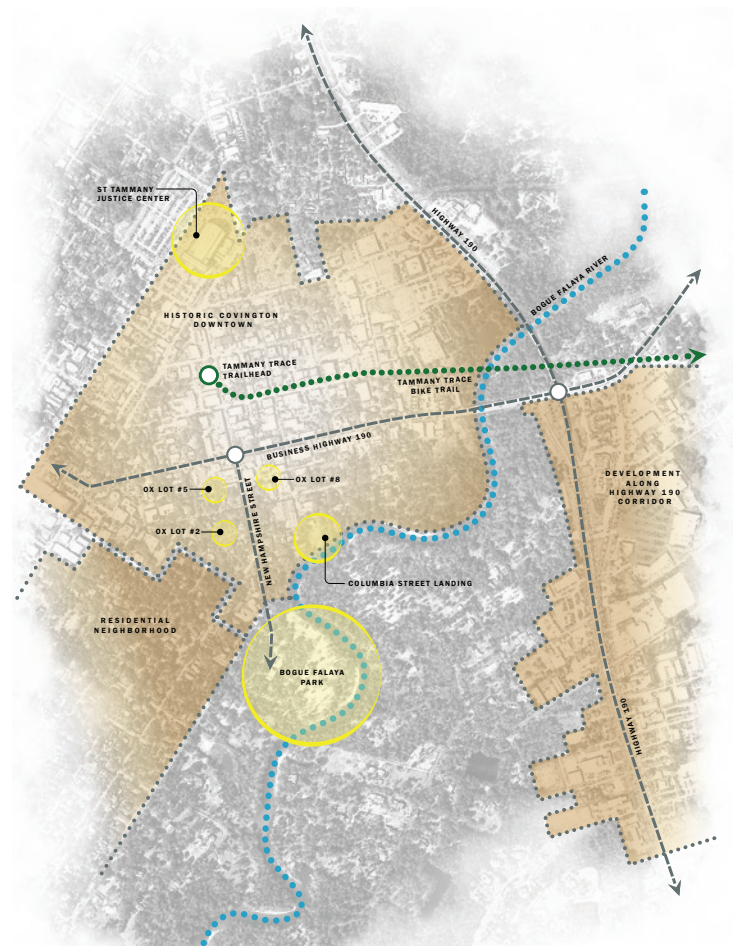 ST TAMMANY
JUSTICE CENTER
HIGHWAY 190
BOGUE FALAYA RIVER
HISTORIC COVINGTON
DOWNTOWN
TAMMANY TRACE
TRAILHEAD
TAMMANY TRACE
BIKE TRAIL
BUSINESS HIGHWAY 190
OX LOT #5
OX LOT #8
DEVELOPMENT
ALONG
HIGHWAY 190
CORRIDOR
OX LOT #2
NEW HAMPSHIRE STREET
COLUMBIA STREET LANDING
RESIDENTIAL
NEIGHBORHOOD
BOGUE FALAYA
PARK
HIGHWAY 190